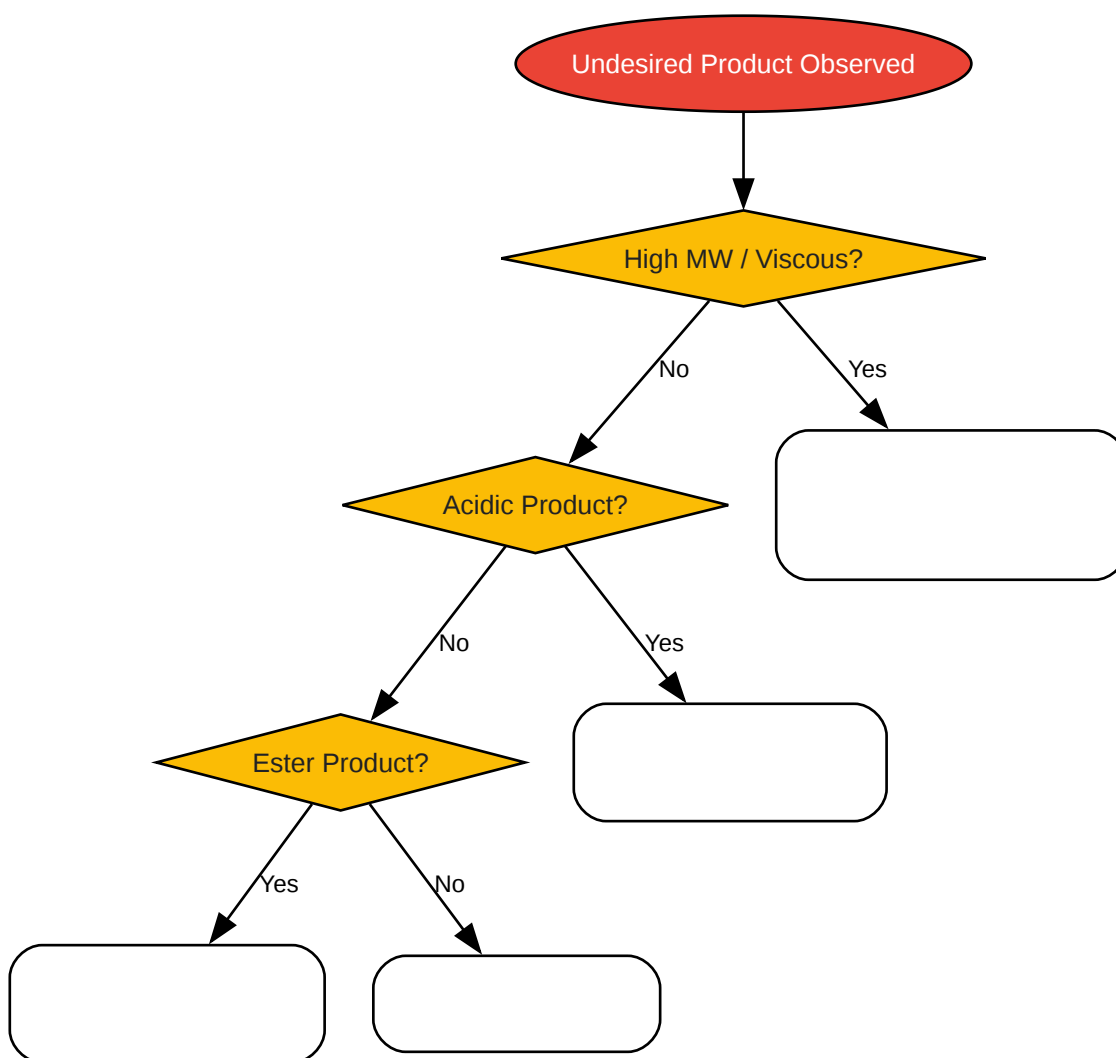 Undesired Product Observed
High MW / Viscous?
No
Yes
Acidic Product?
No
Yes
Ester Product?
Yes
No